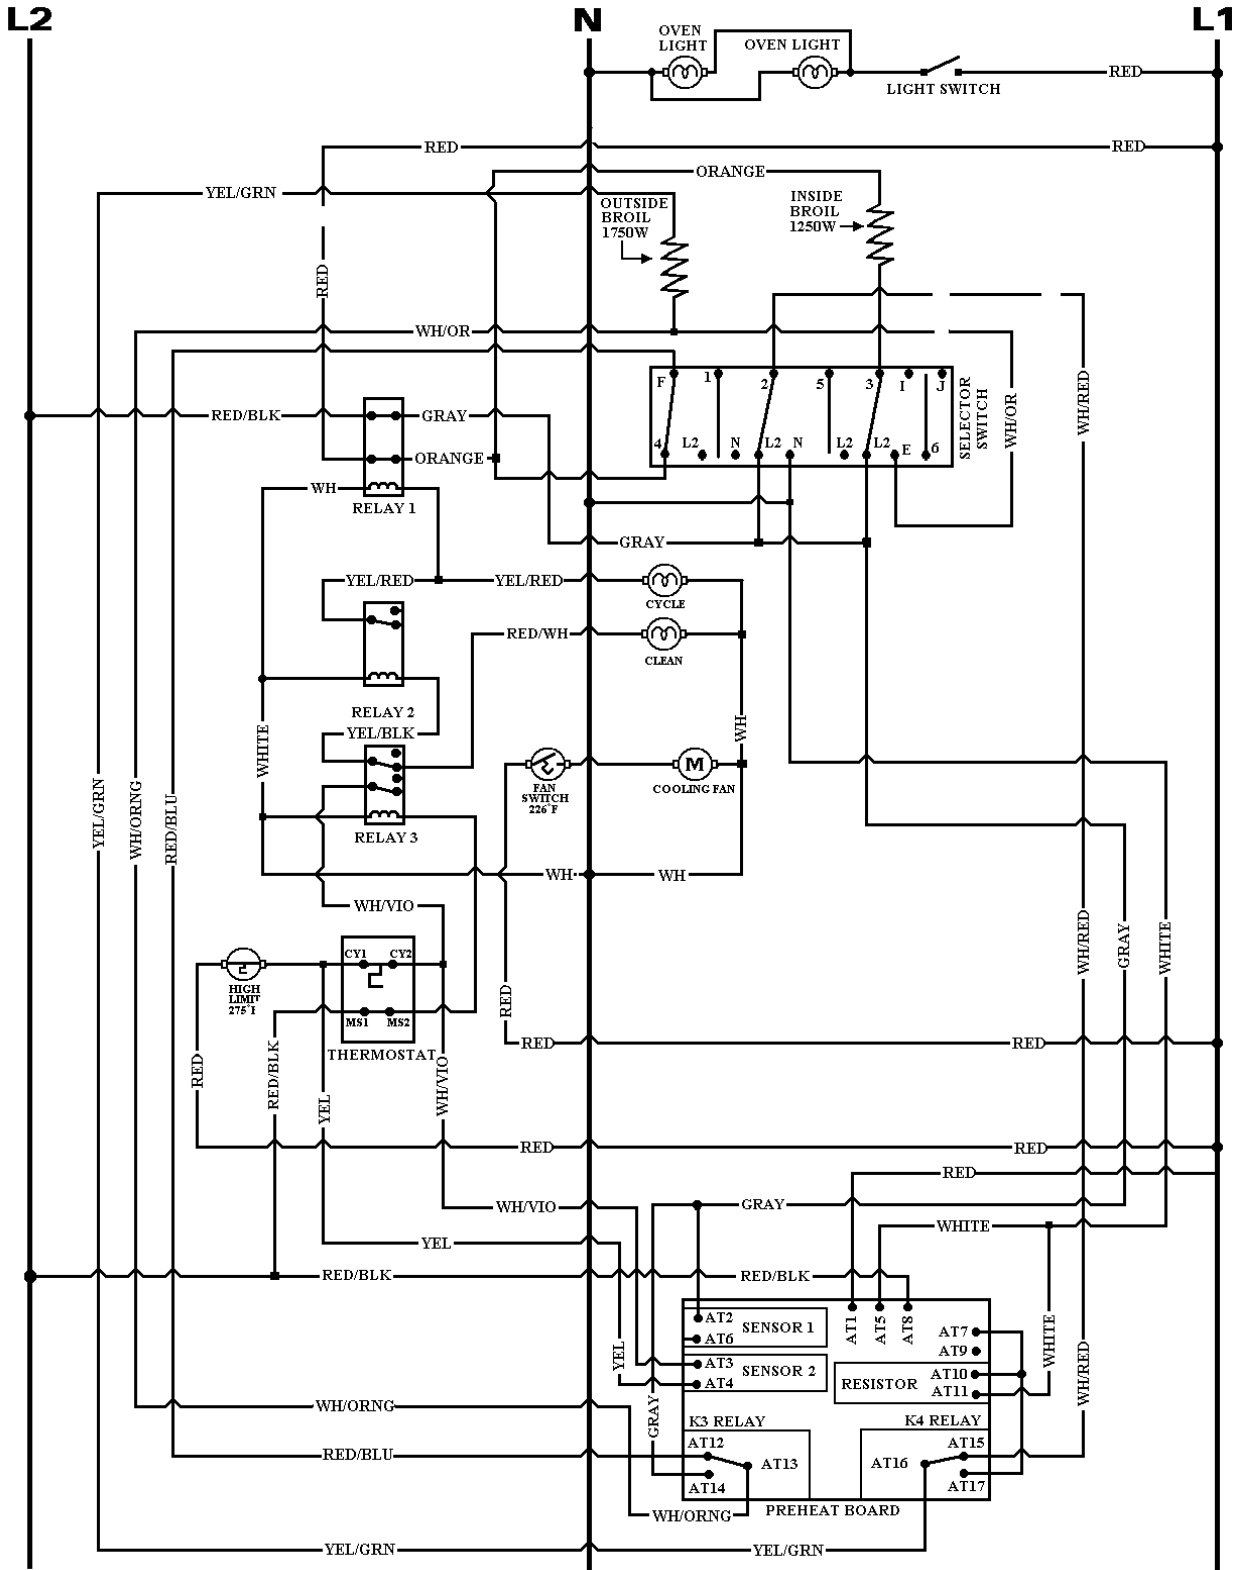 L2
N
L1
OVEN
LIGHT
OVEN LIGHT
LIGHT SWITCH
RED
RED
RED
ORANGE
YEL/GRN
OUTSIDE
BROIL
1750W
INSIDE
BROIL
1250W
RED
WH/OR
F
1
2
5
3
I
J
4
L2
N
L2
N
L2
L2
E
6
SELECTOR
SWITCH
WH/OR
WH/RED
RED/BLK
GRAY
ORANGE
WH
RELAY 1
GRAY
YEL/RED
YEL/RED
CYCLE
RED/WH
CLEAN
RELAY 2
YEL/BLK
WHITE
WH
FAN
SWITCH
226°F
M
COOLING FAN
YEL/GRN
WH/ORNG
RED/BLU
RELAY 3
WH
WH
WH/VIO
CY1
CY2
HIGH
LIMIT
MS1
MS2
THERMOSTAT
RED
RED
RED
WH/RED
GRAY
WHITE
RED
RED/BLK
YEL
WH/VIO
RED
RED
RED
WH/VIO
GRAY
WHITE
YEL
RED/BLK
RED/BLK
AT2
SENSOR 1
AT6
AT1
AT5
AT8
AT7
AT9
WHITE
WH/RED
YEL
AT3
SENSOR 2
AT4
RESISTOR
AT10
AT11
WH/ORNG
GRAY
K3 RELAY
K4 RELAY
RED/BLU
AT12
AT13
AT14
AT16
AT15
AT17
WH/ORNG
PREHEAT BOARD
YEL/GRN
YEL/GRN